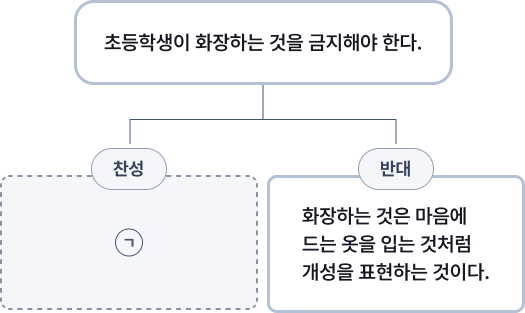 초등학생이 화장하는 것을 금지해야 한다.
찬성
ㄱ
반대
화장하는 것은 마음에
드는 옷을 입는 것처럼
개성을 표현하는 것이다.